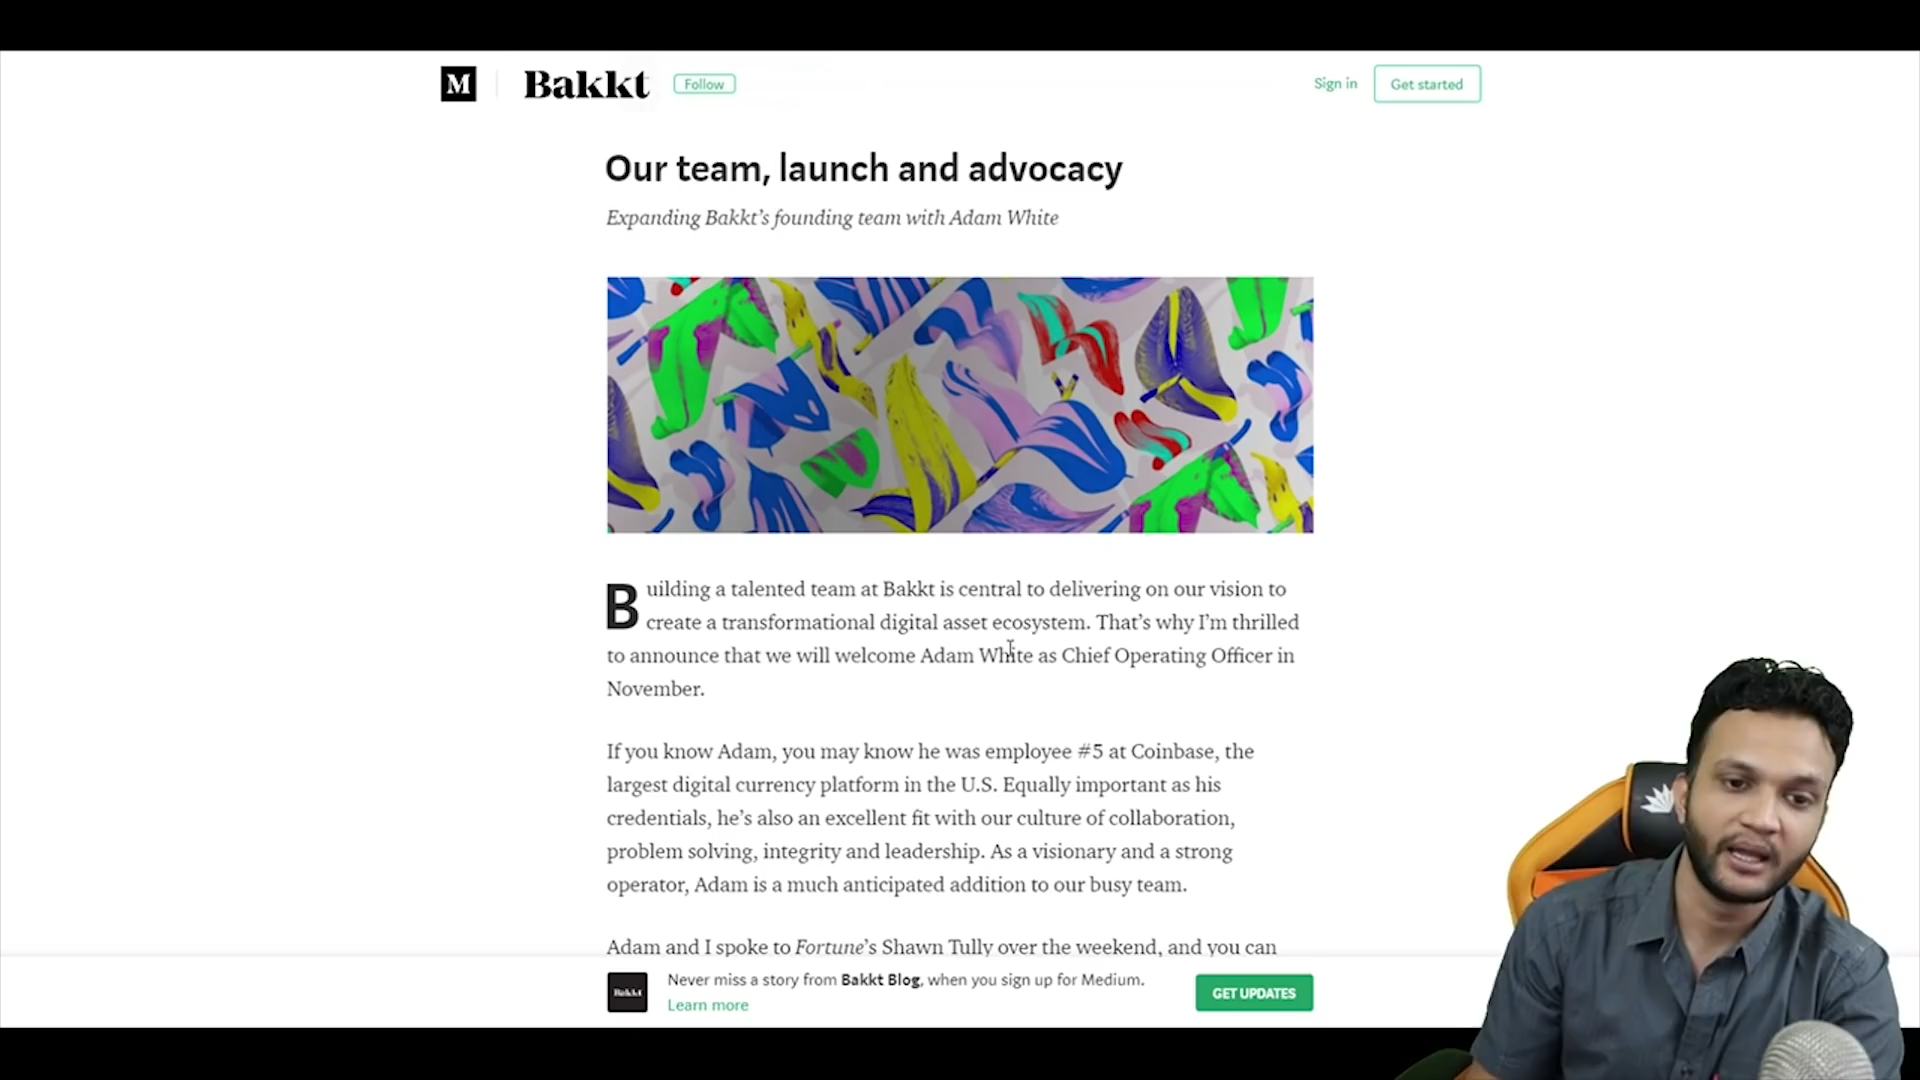 M Bakkt Follow Sign in Get started
Our team, launch and advocacy
Expanding Bakkt's founding team with Adam White
Building a talented team at Bakkt is central to delivering on our vision to
create a transformational digital asset ecosystem. That's why I'm thrilled
to announce that we will welcome Adam White as Chief Operating Officer in
November.
If you know Adam, you may know he was employee #5 at Coinbase, the
largest digital currency platform in the U.S. Equally important as his
credentials, he's also an excellent fit with our culture of collaboration,
problem solving, integrity and leadership. As a visionary and a strong
operator, Adam is a much anticipated addition to our busy team.
Adam and I spoke to Fortune's Shawn Tully over the weekend, and you can
Bakkt
Never miss a story from Bakkt Blog, when you sign up for Medium.
Learn more
GET UPDATES